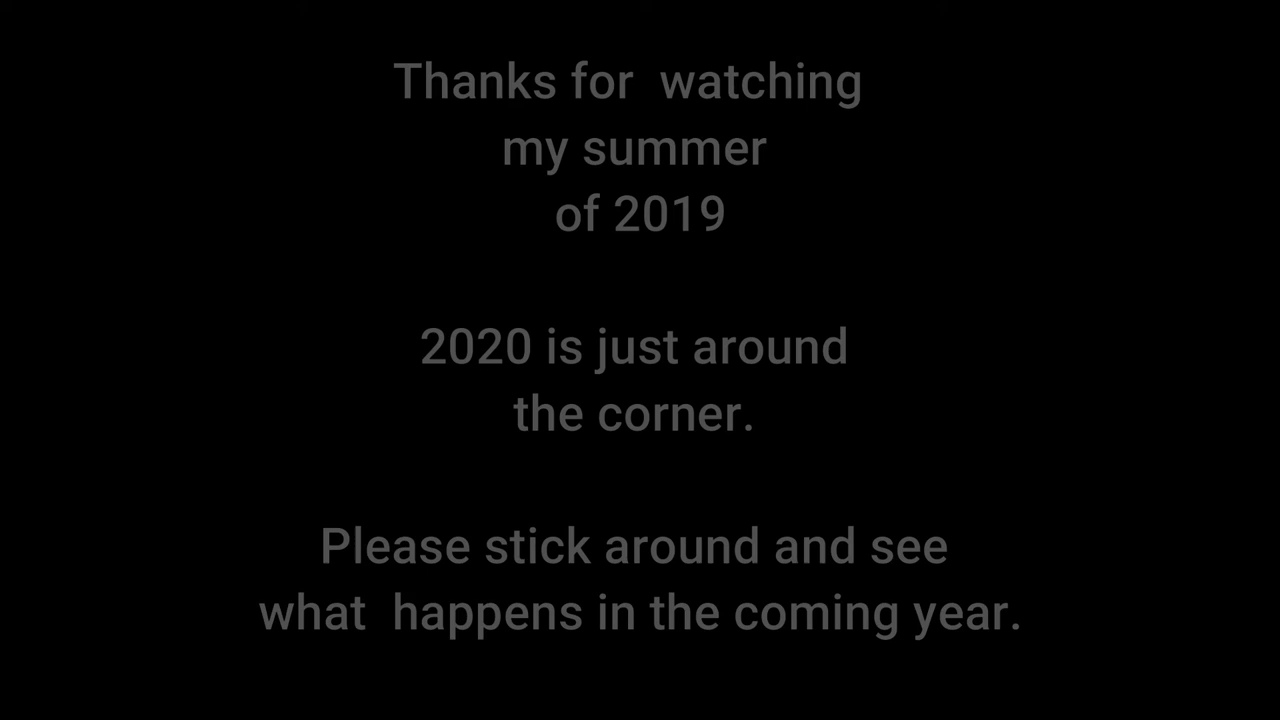 Thanks for  watching
my summer
of 2019
2020 is just around
the corner.
Please stick around and see
what  happens in the coming year.